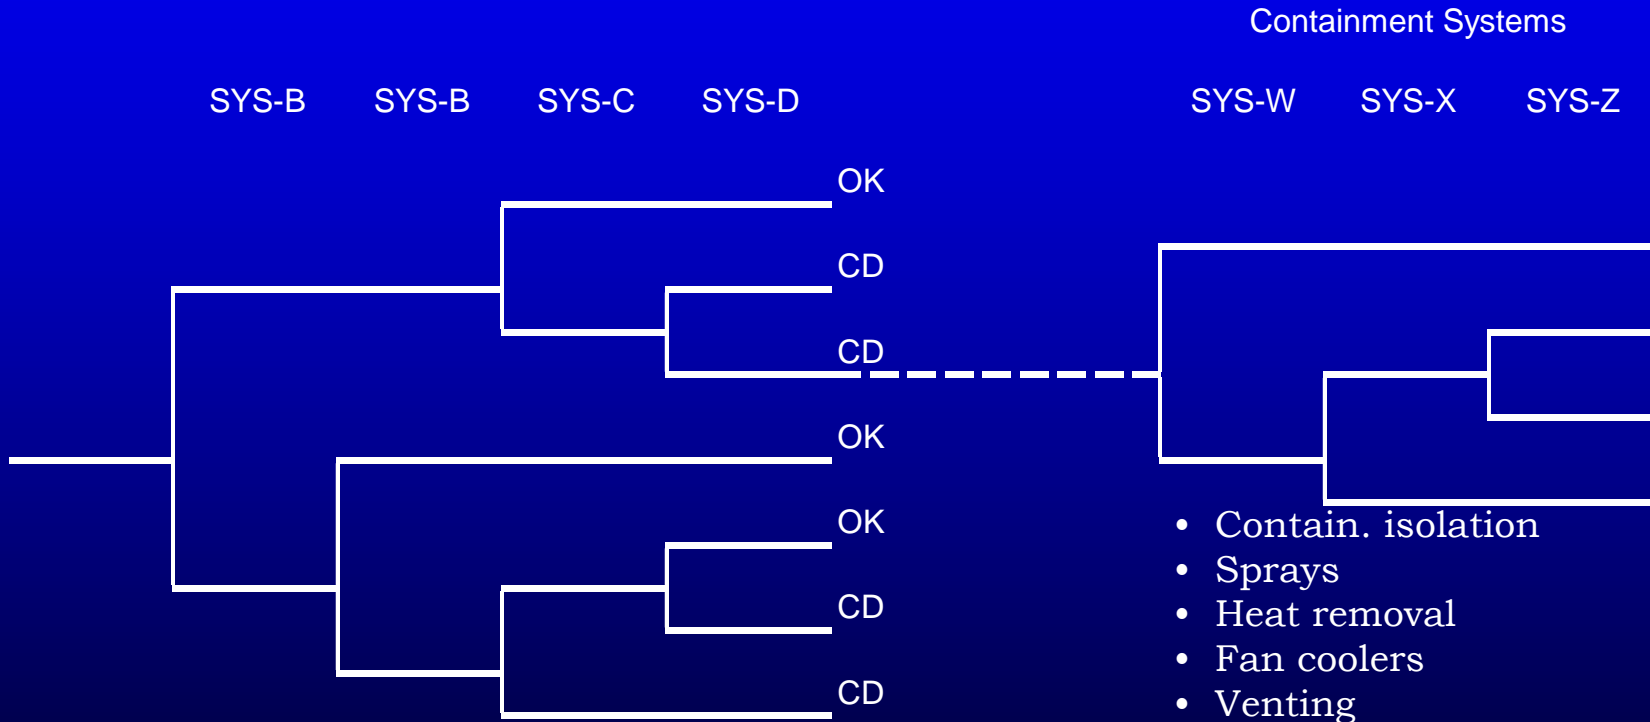 Containment Systems
SYS-B SYS-B SYS-C SYS-D SYS-W SYS-X SYS-Z
OK
CD
CD
OK
OK
CD
CD
• Contain. isolation
• Sprays
• Heat removal
• Fan coolers
• Venting